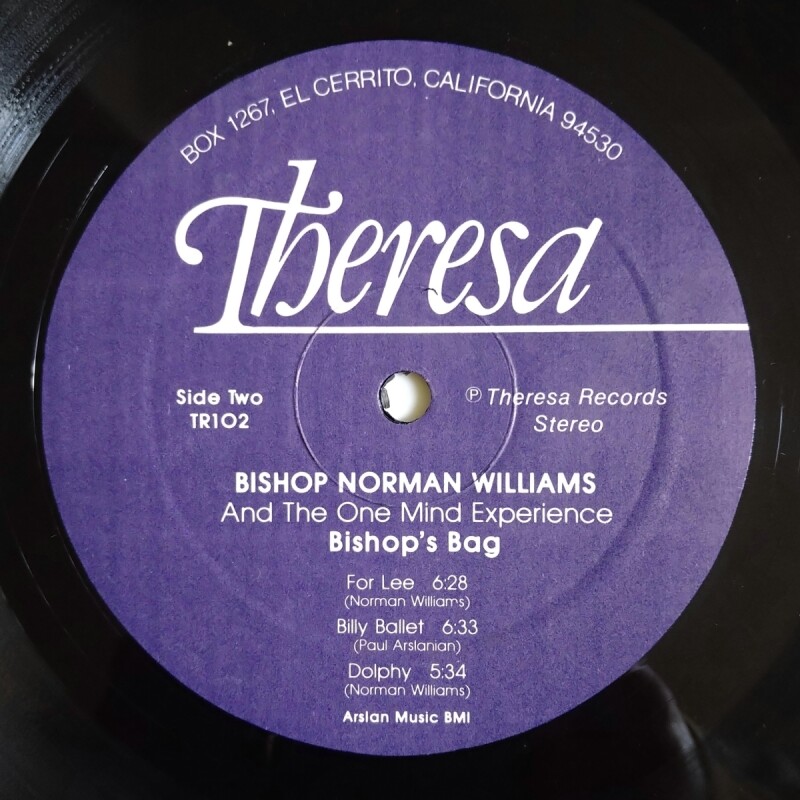 BOX 1267, EL CERRITO, CALIFORNIA 94530
Theresa
Side Two
TR102
℗ Theresa Records
Stereo
BISHOP NORMAN WILLIAMS
And The One Mind Experience
Bishop's Bag
For Lee 6:28
(Norman Williams)
Billy Ballet 6:33
(Paul Arslanian)
Dolphy 5:34
(Norman Williams)
Arslan Music BMI